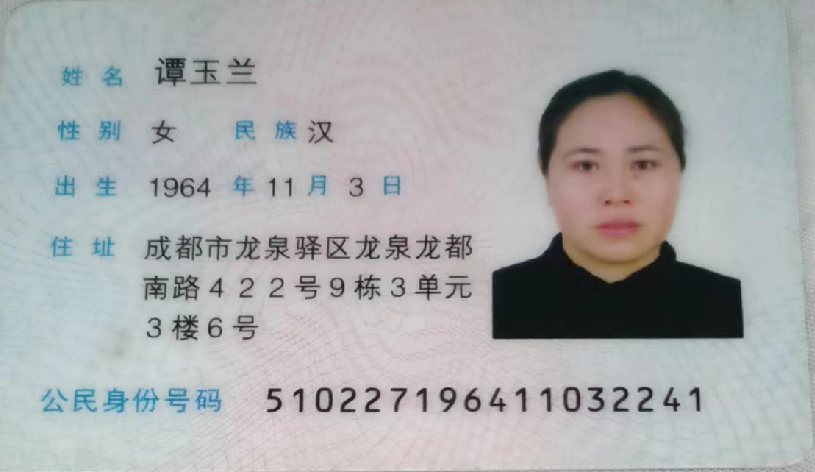 姓名 谭玉兰
性别 女 民族 汉
出生 1964 年 11 月 3 日
住址 成都市龙泉驿区龙泉龙都
南路422号9栋3单元
3楼6号
公民身份号码 510227196411032241